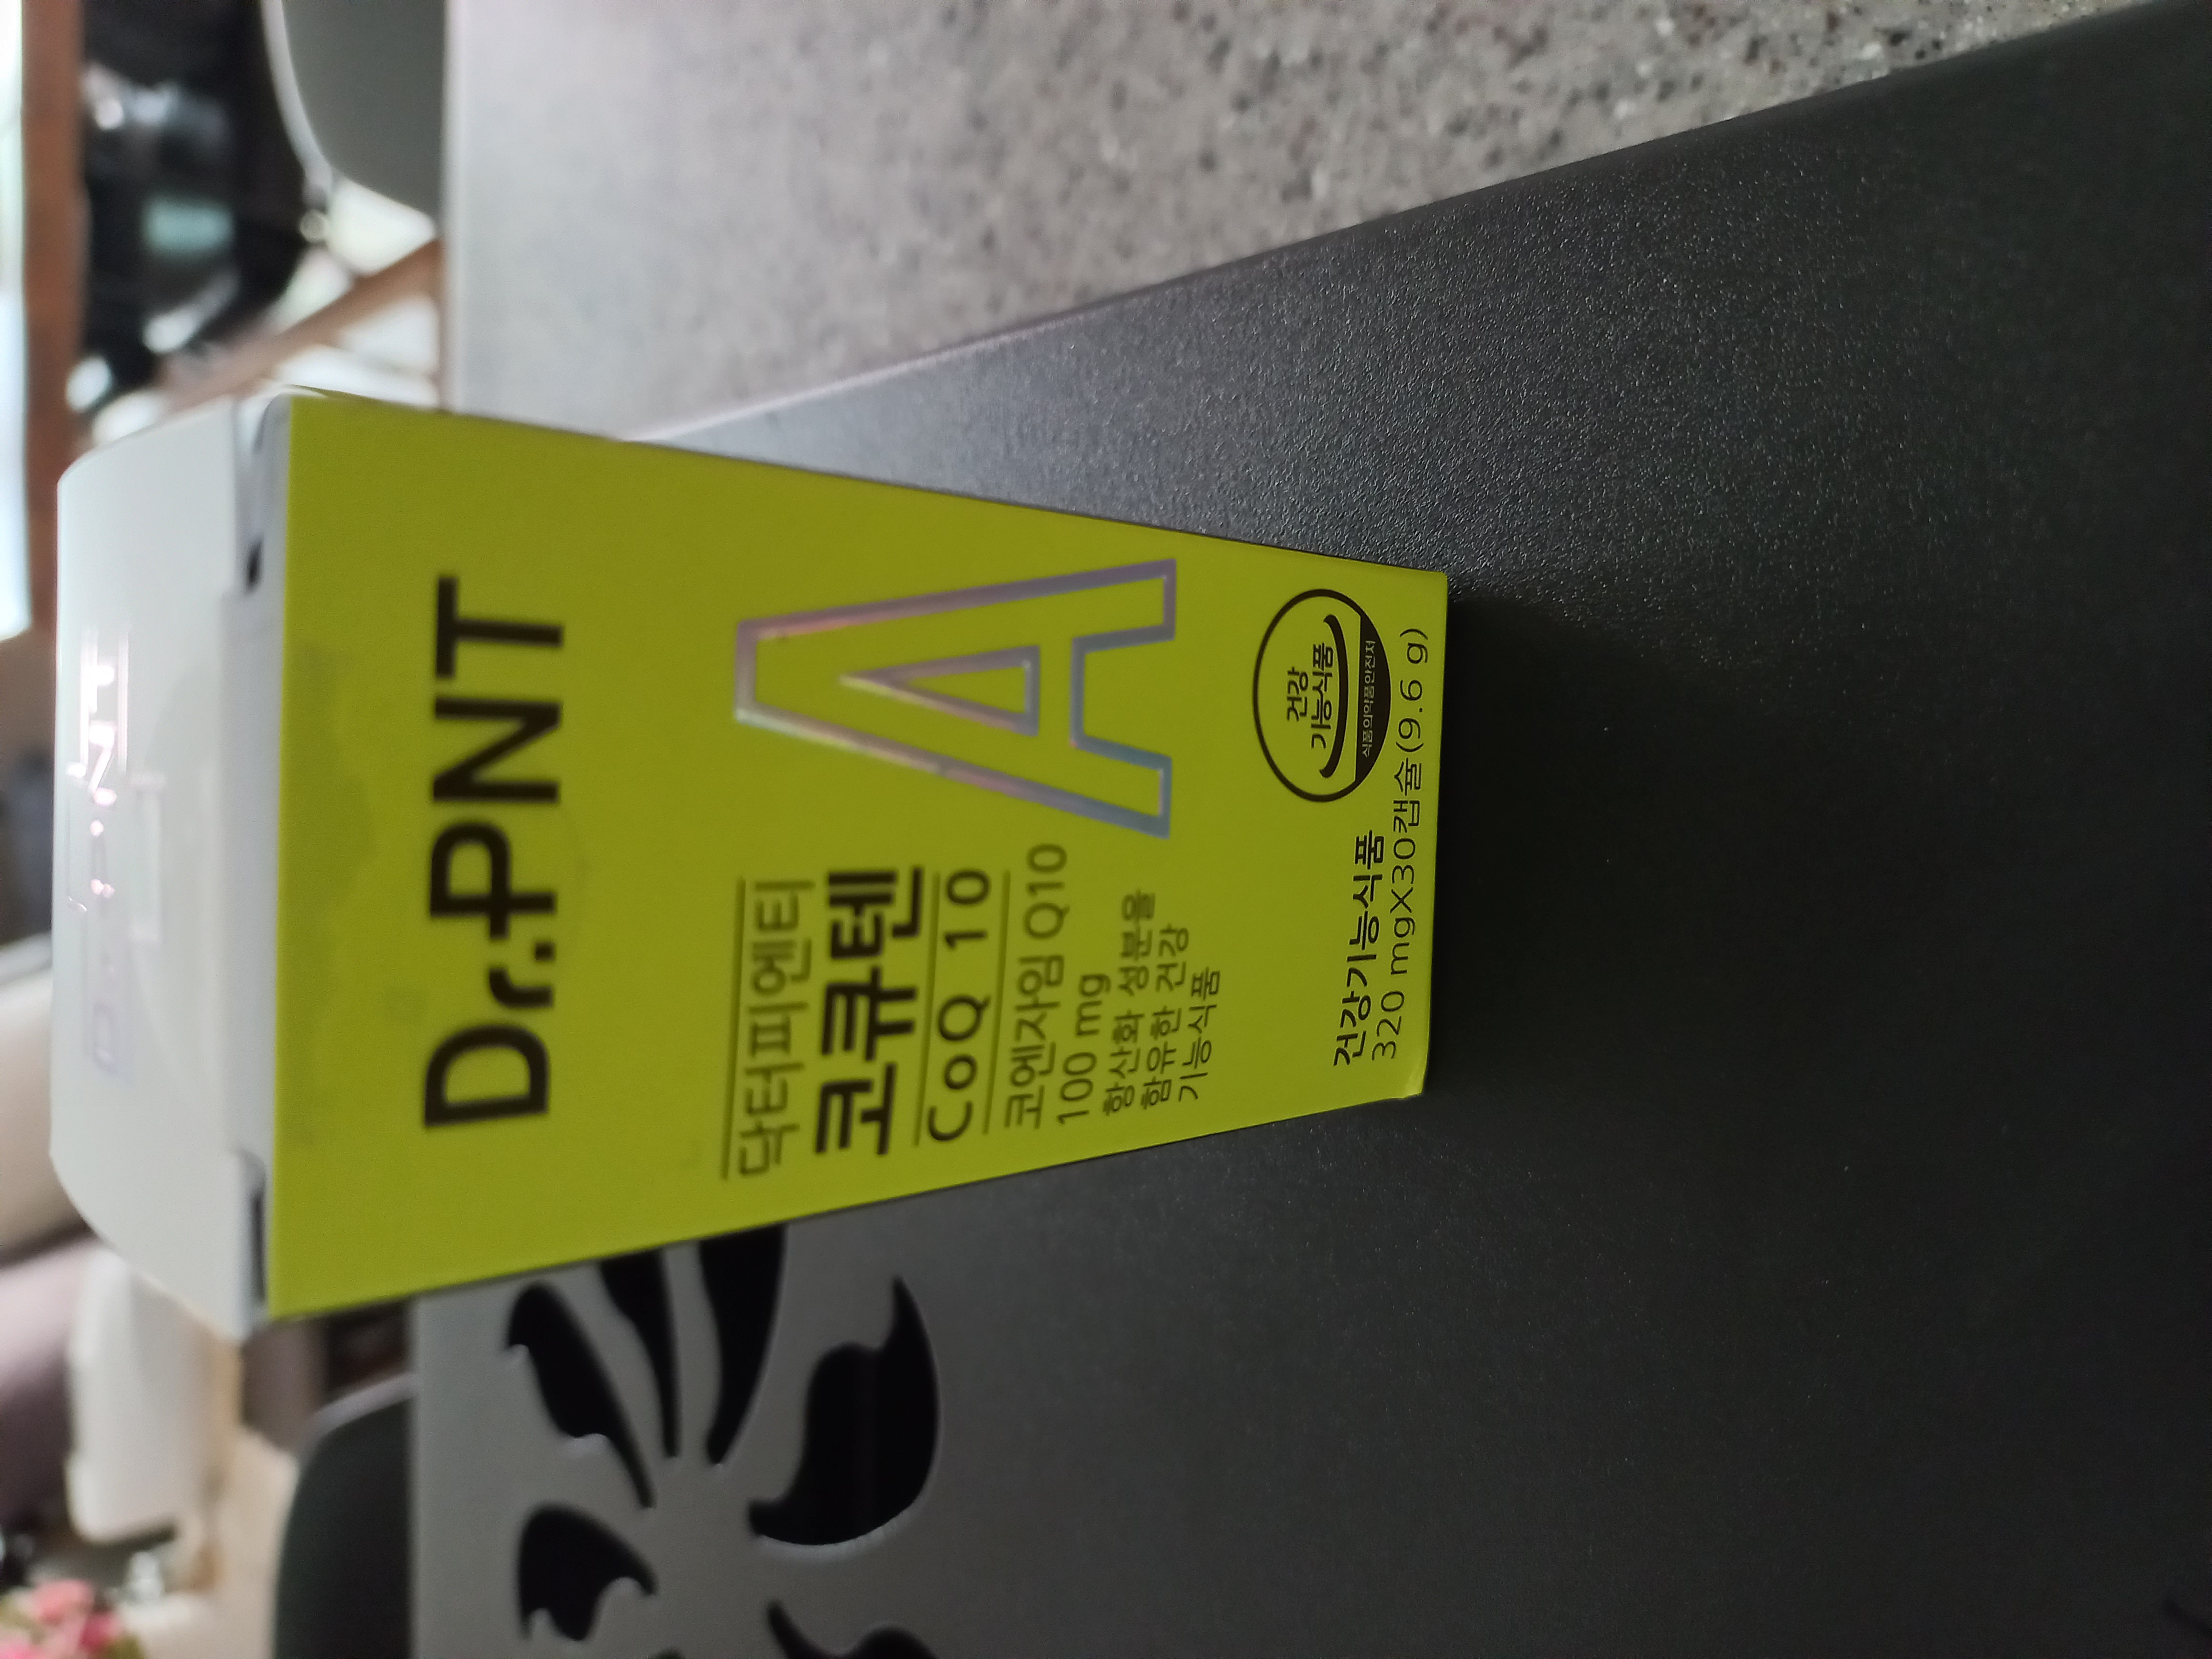 Dr.PNT
닥터피엔티
코큐텐
CoQ 10
코엔자임 Q10
100 mg
항산화 성분을
함유한 건강
기능식품
A
건강
기능식품
식품의약품안전처
건강기능식품
320 mgX30캡슐(9.6 g)